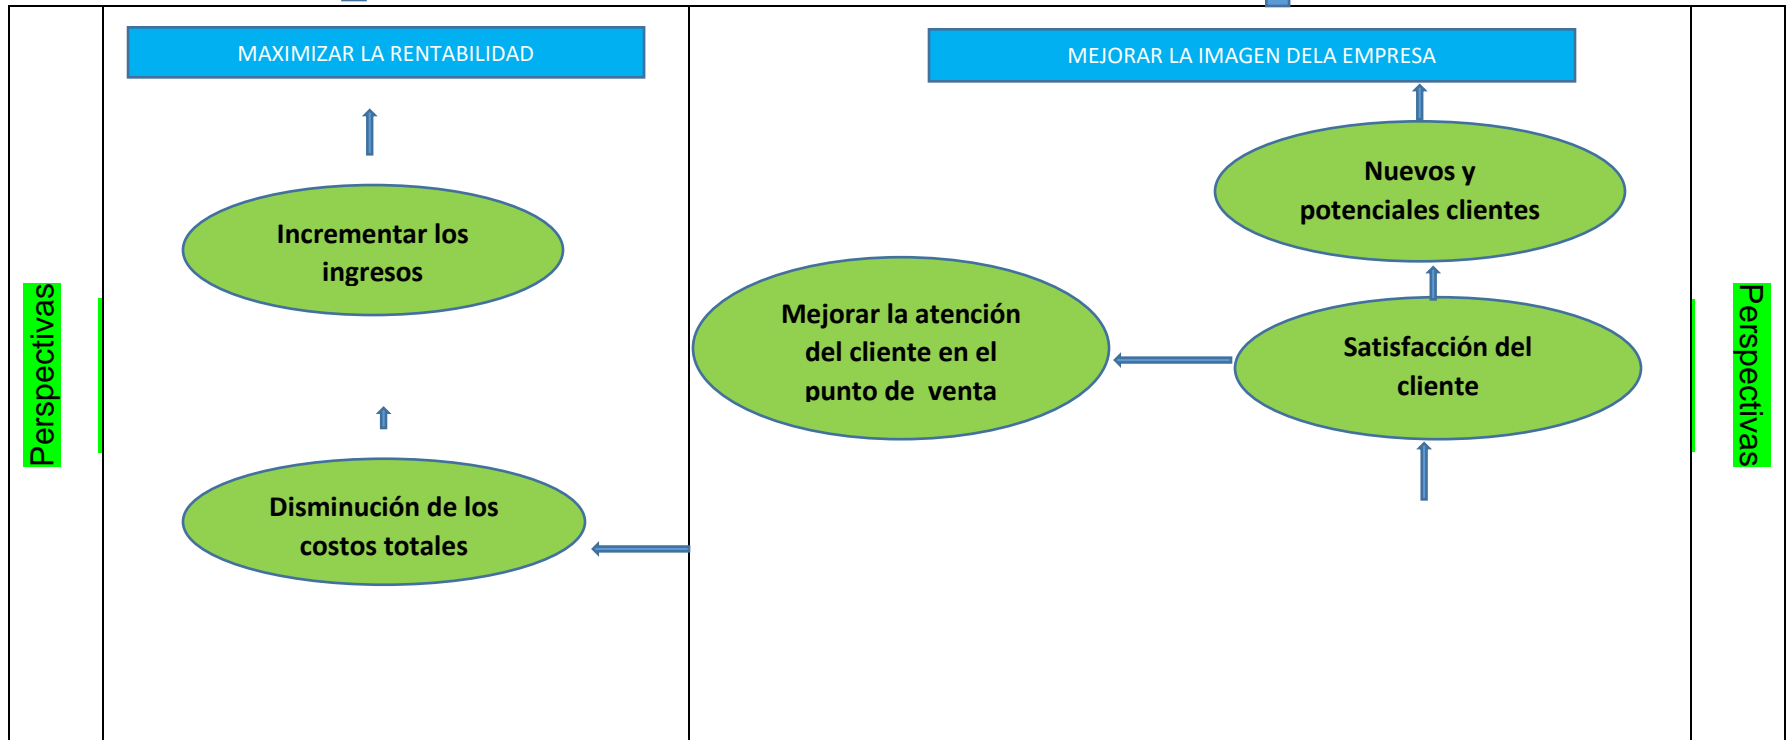 MAXIMIZAR LA RENTABILIDAD
MEJORAR LA IMAGEN DELA EMPRESA
Nuevos y
potenciales clientes
Incrementar los
ingresos
Mejorar la atención
del cliente en el
punto de  venta
Satisfacción del
cliente
Disminución de los
costos totales
Perspectivas
Perspectivas